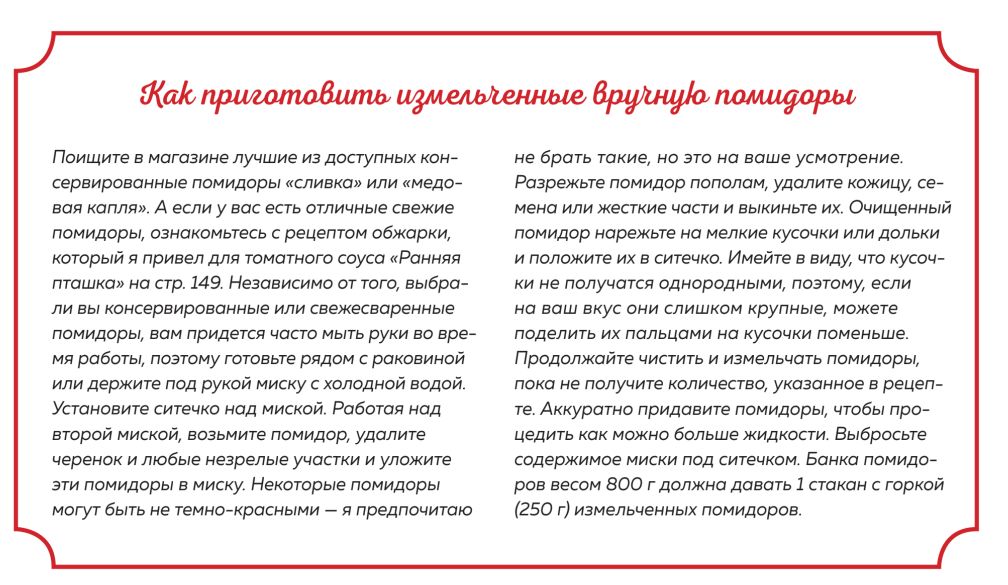 Как приготовить измельченные вручную помидоры
Поищите в магазине лучшие из доступных кон-
сервированные помидоры «сливка» или «медо-
вая капля». А если у вас есть отличные свежие
помидоры, ознакомьтесь с рецептом обжарки,
который я привел для томатного соуса «Ранняя
пташка» на стр. 149. Независимо от того, выбра-
ли вы консервированные или свежесваренные
помидоры, вам придется часто мыть руки во вре-
мя работы, поэтому готовьте рядом с раковиной
или держите под рукой миску с холодной водой.
Установите ситечко над миской. Работая над
второй миской, возьмите помидор, удалите
черенок и любые незрелые участки и уложите
эти помидоры в миску. Некоторые помидоры
могут быть не темно-красными — я предпочитаю
не брать такие, но это на ваше усмотрение.
Разрежьте помидор пополам, удалите кожицу, се-
мена или жесткие части и выкиньте их. Очищенный
помидор нарежьте на мелкие кусочки или дольки
и положите их в ситечко. Имейте в виду, что кусоч-
ки не получатся однородными, поэтому, если
на ваш вкус они слишком крупные, можете
поделить их пальцами на кусочки поменьше.
Продолжайте чистить и измельчать помидоры,
пока не получите количество, указанное в рецеп-
те. Аккуратно придавите помидоры, чтобы про-
цедить как можно больше жидкости. Выбросьте
содержимое миски под ситечком. Банка помидо-
ров весом 800 г должна давать 1 стакан с горкой
(250 г) измельченных помидоров.